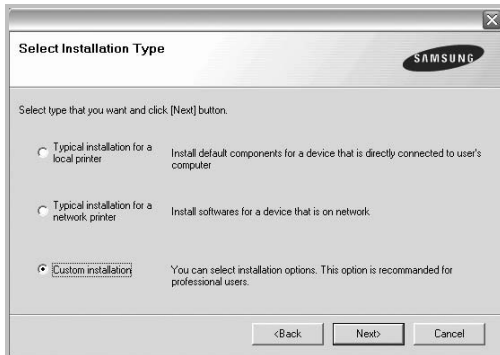 Select Installation Type
SAMSUNG
Select type that you want and click [Next] button.
Typical installation for a
local printer
Install default components for a device that is directly connected to user's
computer
Typical installation for a
network printer
Install softwares for a device that is on network
Custom installation
You can select installation options. This option is recommanded for
professional users.
<Back
Next>
Cancel